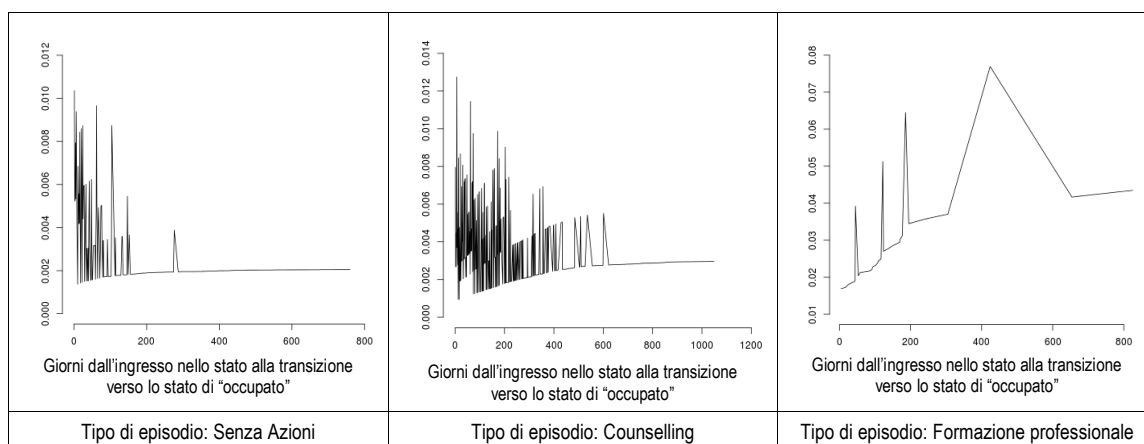 0.012
0.010
0.008
0.006
0.004
0.002
0.000
0 200 400 600 800
Giorni dall'ingresso nello stato alla transizione
verso lo stato di "occupato"
0.014
0.012
0.010
0.008
0.006
0.004
0.002
0.000
0 200 400 600 800 1000 1200
Giorni dall'ingresso nello stato alla transizione
verso lo stato di "occupato"
0.08
0.07
0.06
0.05
0.04
0.03
0.02
0.01
0 200 400 600 800
Giorni dall'ingresso nello stato alla transizione
verso lo stato di "occupato"
Tipo di episodio: Senza Azioni
Tipo di episodio: Counselling
Tipo di episodio: Formazione professionale